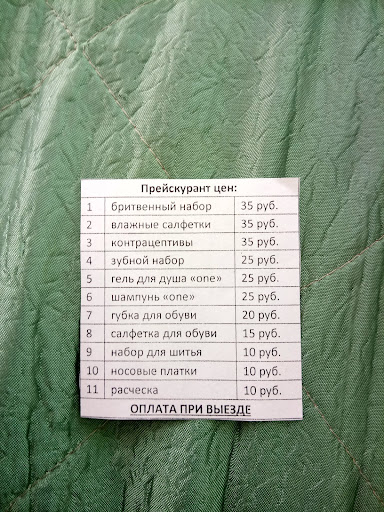 Прейскурант цен:
1 бритвенный набор 35 руб.
2 влажные салфетки 35 руб.
3 контрацептивы 35 руб.
4 зубной набор 25 руб.
5 гель для душа «one» 25 руб.
6 шампунь «one» 25 руб.
7 губка для обуви 20 руб.
8 салфетка для обуви 15 руб.
9 набор для шитья 10 руб.
10 носовые платки 10 руб.
11 расческа 10 руб.
ОПЛАТА ПРИ ВЫЕЗДЕ